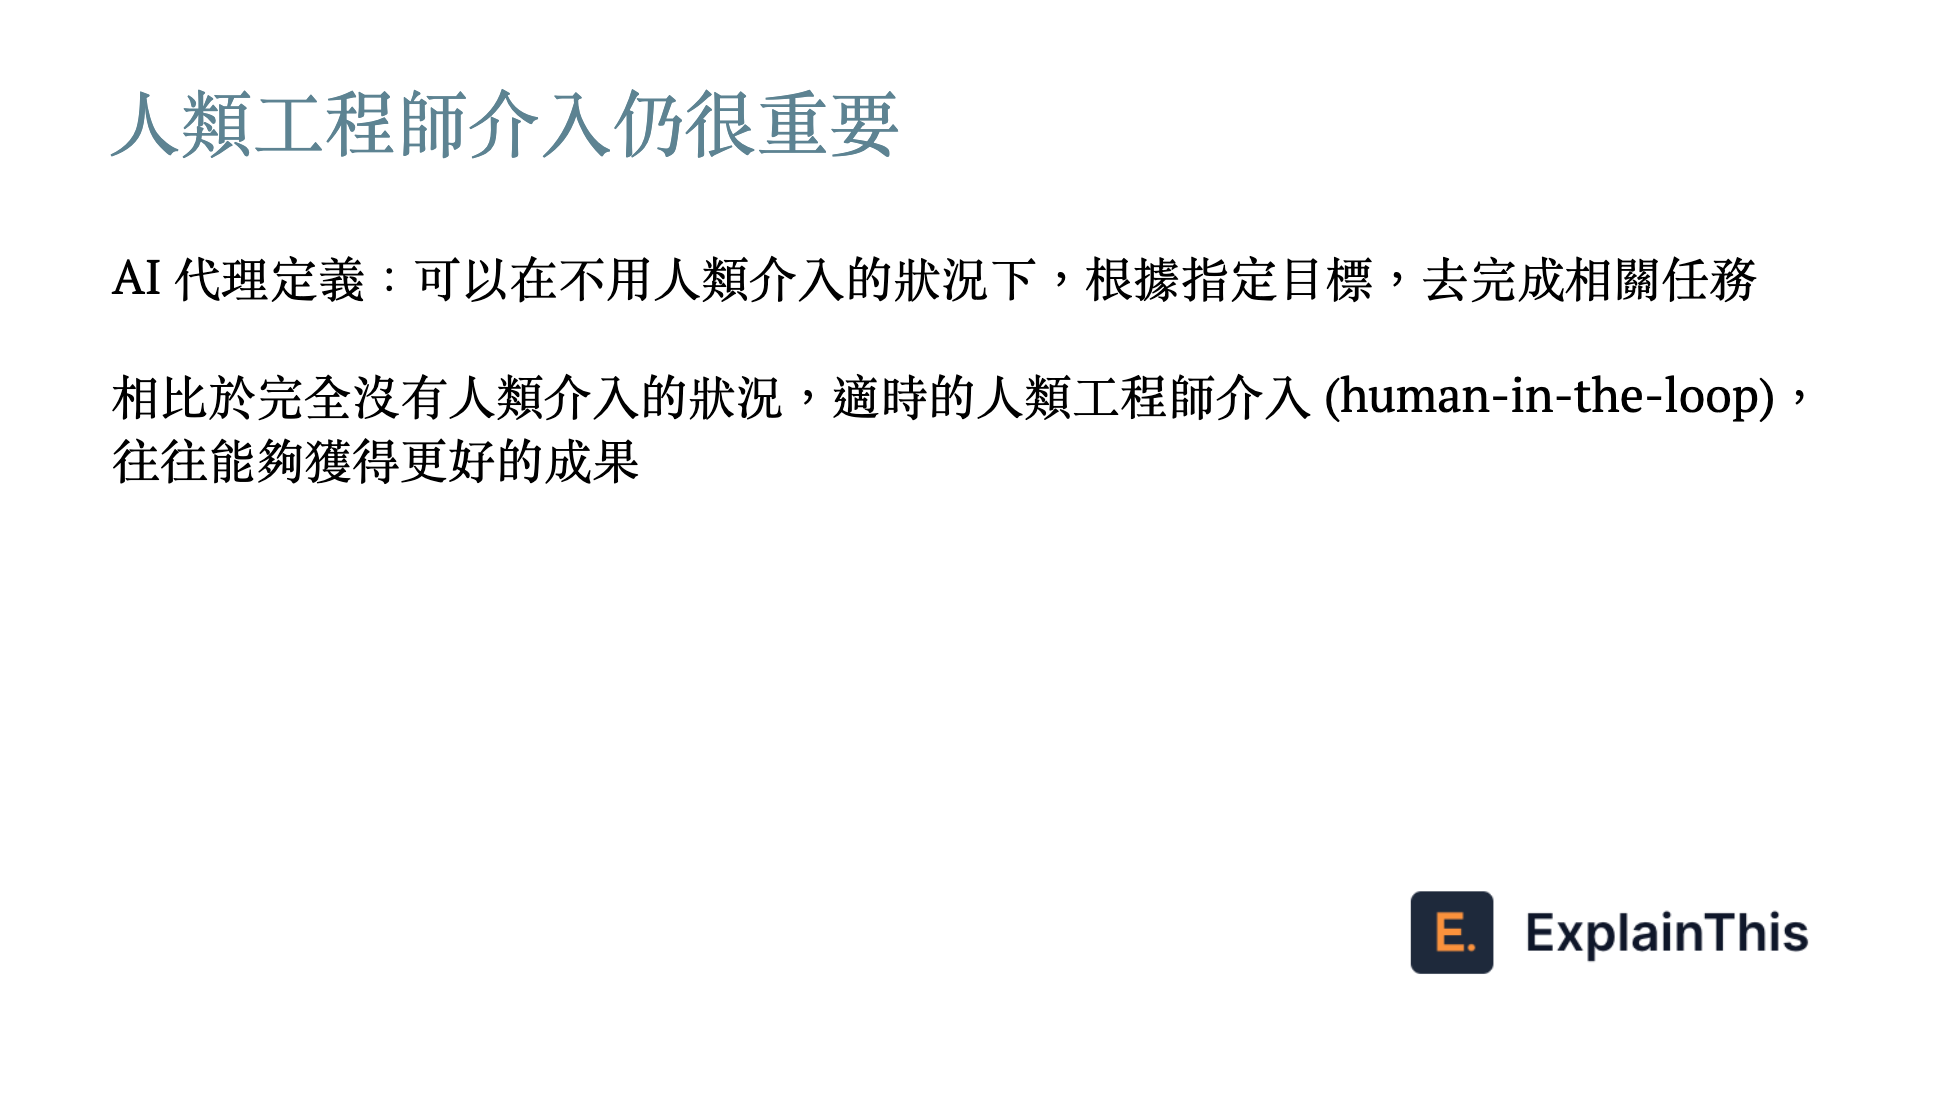 人類工程師介入仍很重要
AI 代理定義：可以在不用人類介入的狀況下，根據指定目標，去完成相關任務
相比於完全沒有人類介入的狀況，適時的人類工程師介入 (human-in-the-loop)，
往往能夠獲得更好的成果
E. ExplainThis